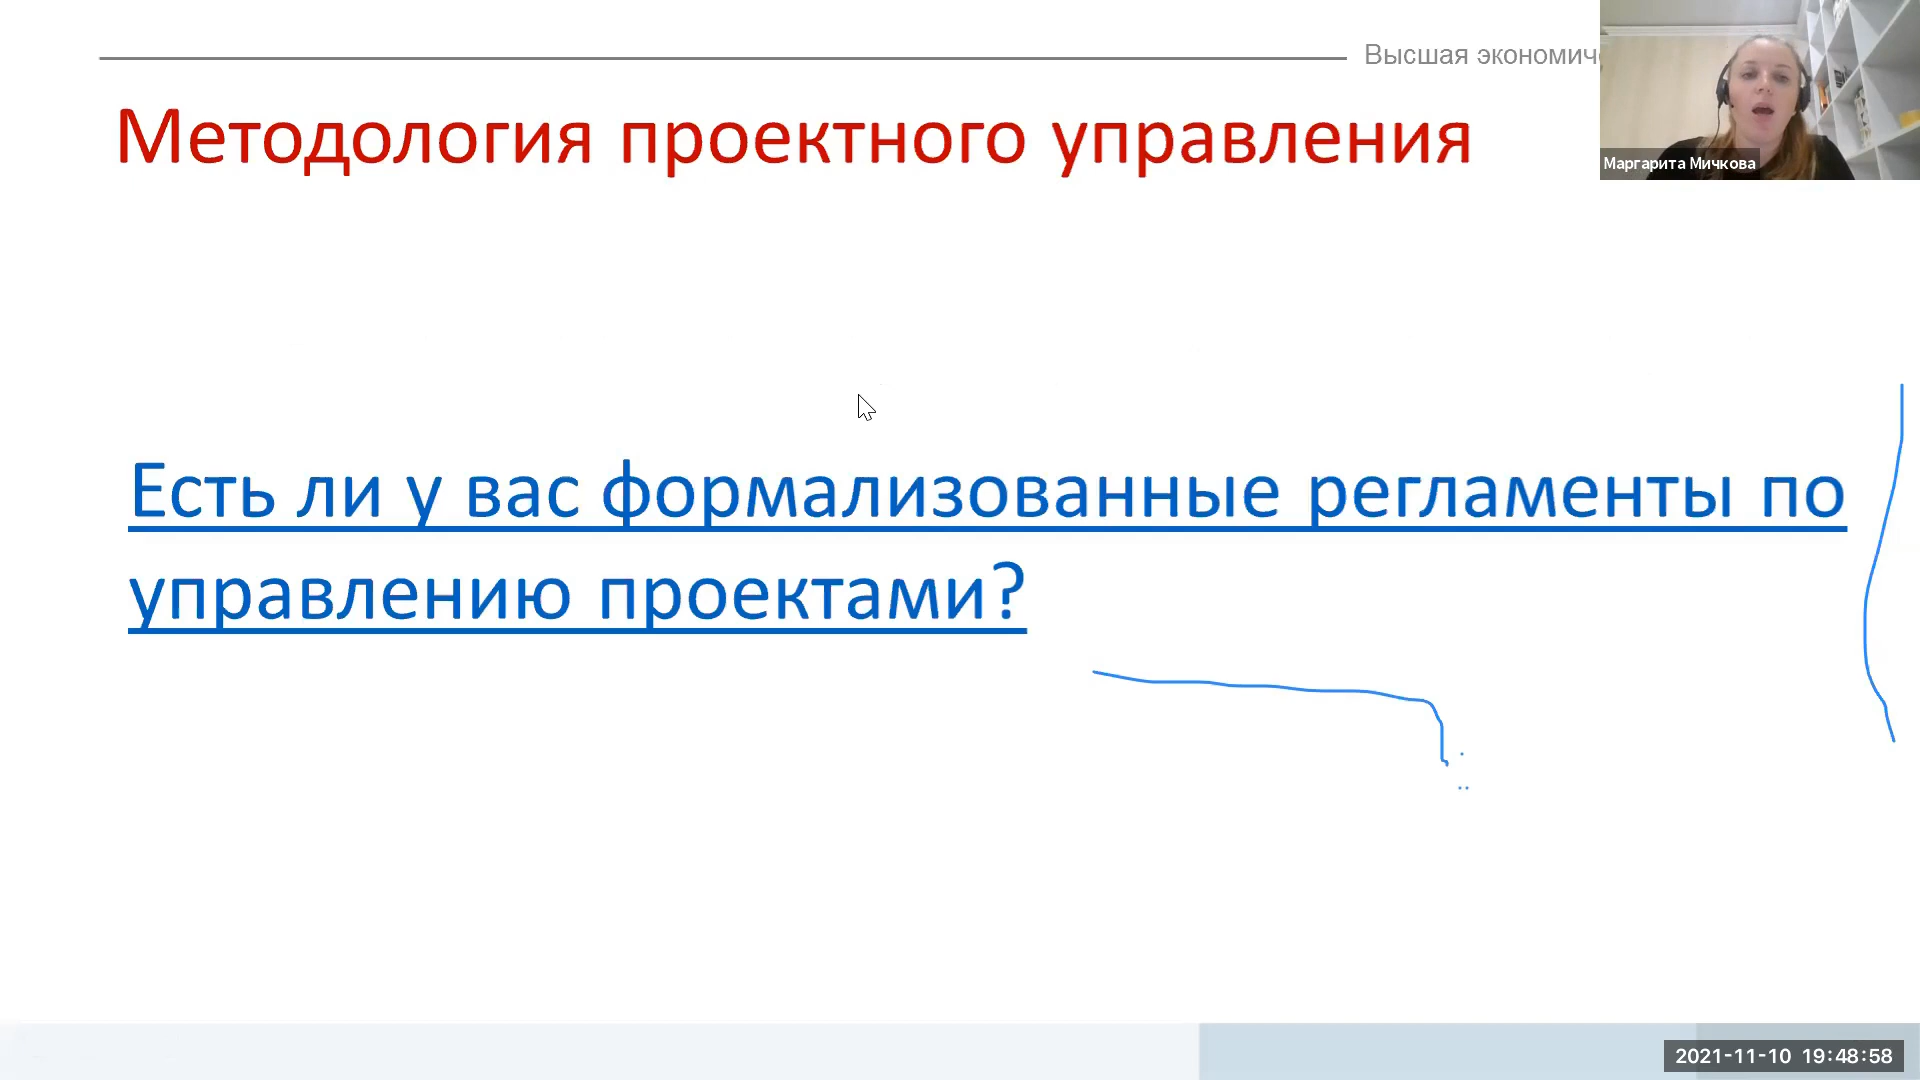 Высшая экономич
Методология проектного управления
Маргарита Мичкова
Есть ли у вас формализованные регламенты по
управлению проектами?
2021-11-10 19:48:58